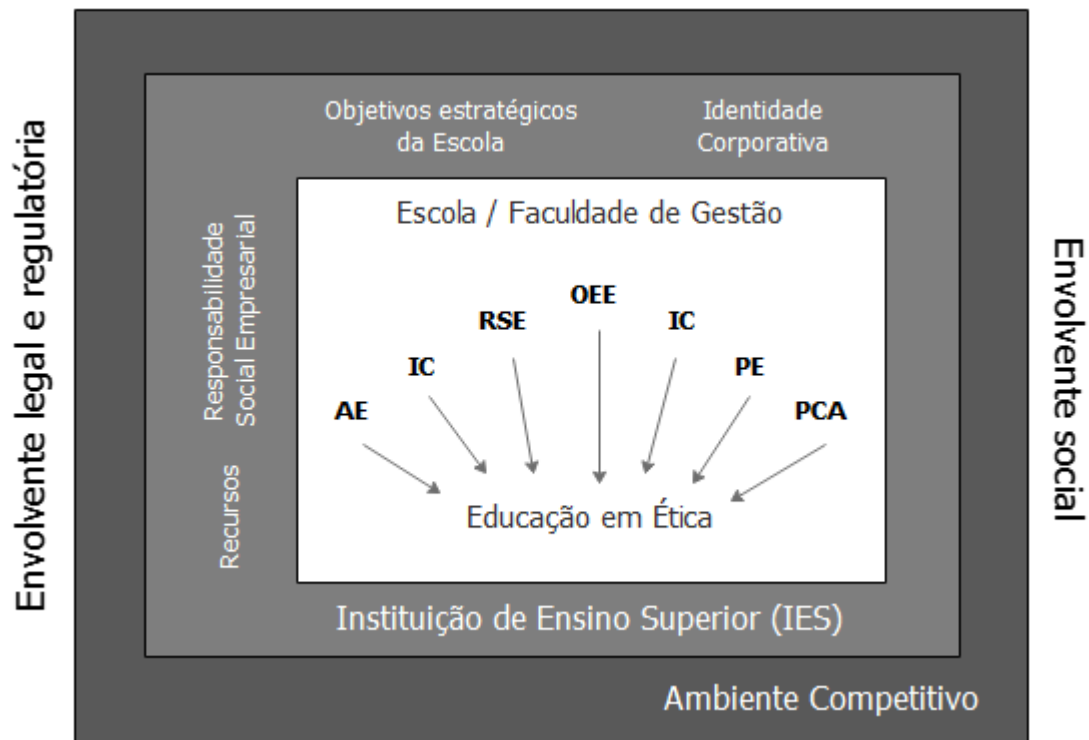 Envolvente legal e regulatória
Objetivos estratégicos
da Escola
Identidade
Corporativa
Responsabilidade
Social Empresarial
Recursos
Escola / Faculdade de Gestão
OEE
RSE
IC
IC
PE
AE
PCA
Educação em Ética
Instituição de Ensino Superior (IES)
Ambiente Competitivo
Envolvente social